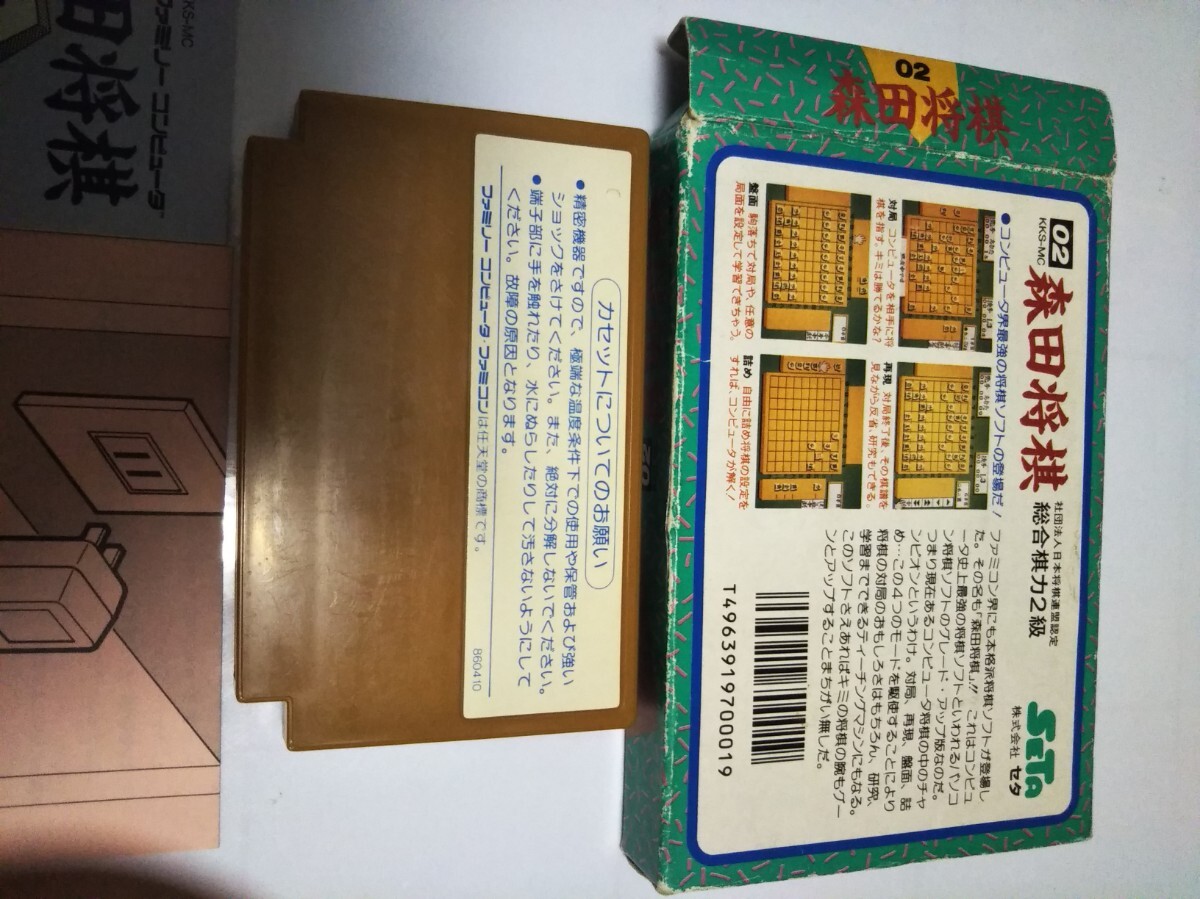 KKS-MC
ファミリー コンピュータ
田将棋
カセットについてのお願い
●精密機器ですので、極端な温度条件下での使用や保管および強い
ショックをさけてください。また、絶対に分解しないでください。
●端子部に手を触れたり、水にぬらしたりして汚さないようにして
ください。故障の原因となります。
ファミリーコンピュータ・ファミコンは任天堂の商標です。
860410
02
森田将棋
02
KKS-MC
森田将棋
社団法人日本将棋連盟認定
総合棋力2級
SETA
株式会社 セタ
●コンピュータ界最強の将棋ソフトの登場だ!
対局 コンピュータを相手に将
棋を指す。キミは勝てるかな?
再現 対局終了後、その棋譜を
見ながら反省、研究もできる。
盤面 駒落ちで対局や、任意の
局面を設定して学習できちゃう。
詰め 自由に詰め将棋の設定を
すれば、コンピュータが解く!
ファミコン界にも本格派将棋ソフトが登場し
た。その名も「森田将棋」!! これはコンピュ
ータ史上最強の将棋ソフトといわれるパソコ
ン将棋ソフトのグレード・アップ版なのだ。
つまり現在あるコンピュータ将棋の中のチャ
ンピオンというわけ。対局、再現、盤面、詰
め…この4つのモードを駆使することにより
将棋の対局のおもしろさはもちろん、研究、
学習までできるティーチングマシンにもなる。
このソフトさえあればキミの将棋の腕もグー
ンとアップすることまちがい無しだ。
T4963919700019